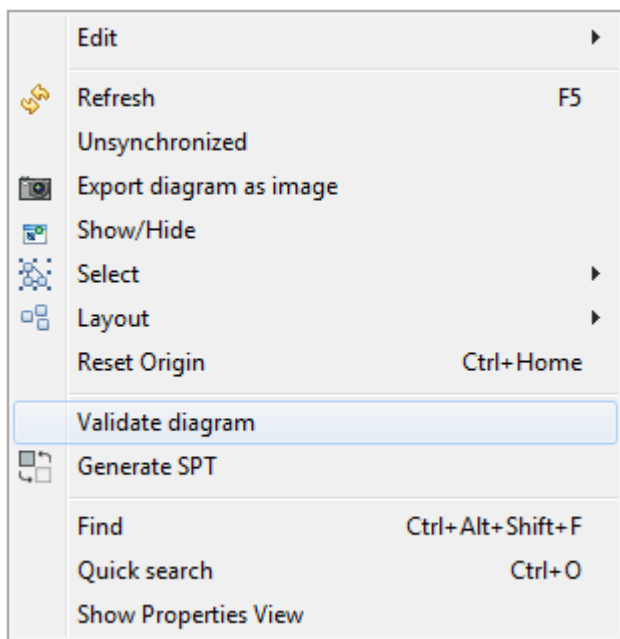 Edit
Refresh F5
Unsynchronized
Export diagram as image
Show/Hide
Select
Layout
Reset Origin Ctrl+Home
Validate diagram
Generate SPT
Find Ctrl+Alt+Shift+F
Quick search Ctrl+O
Show Properties View